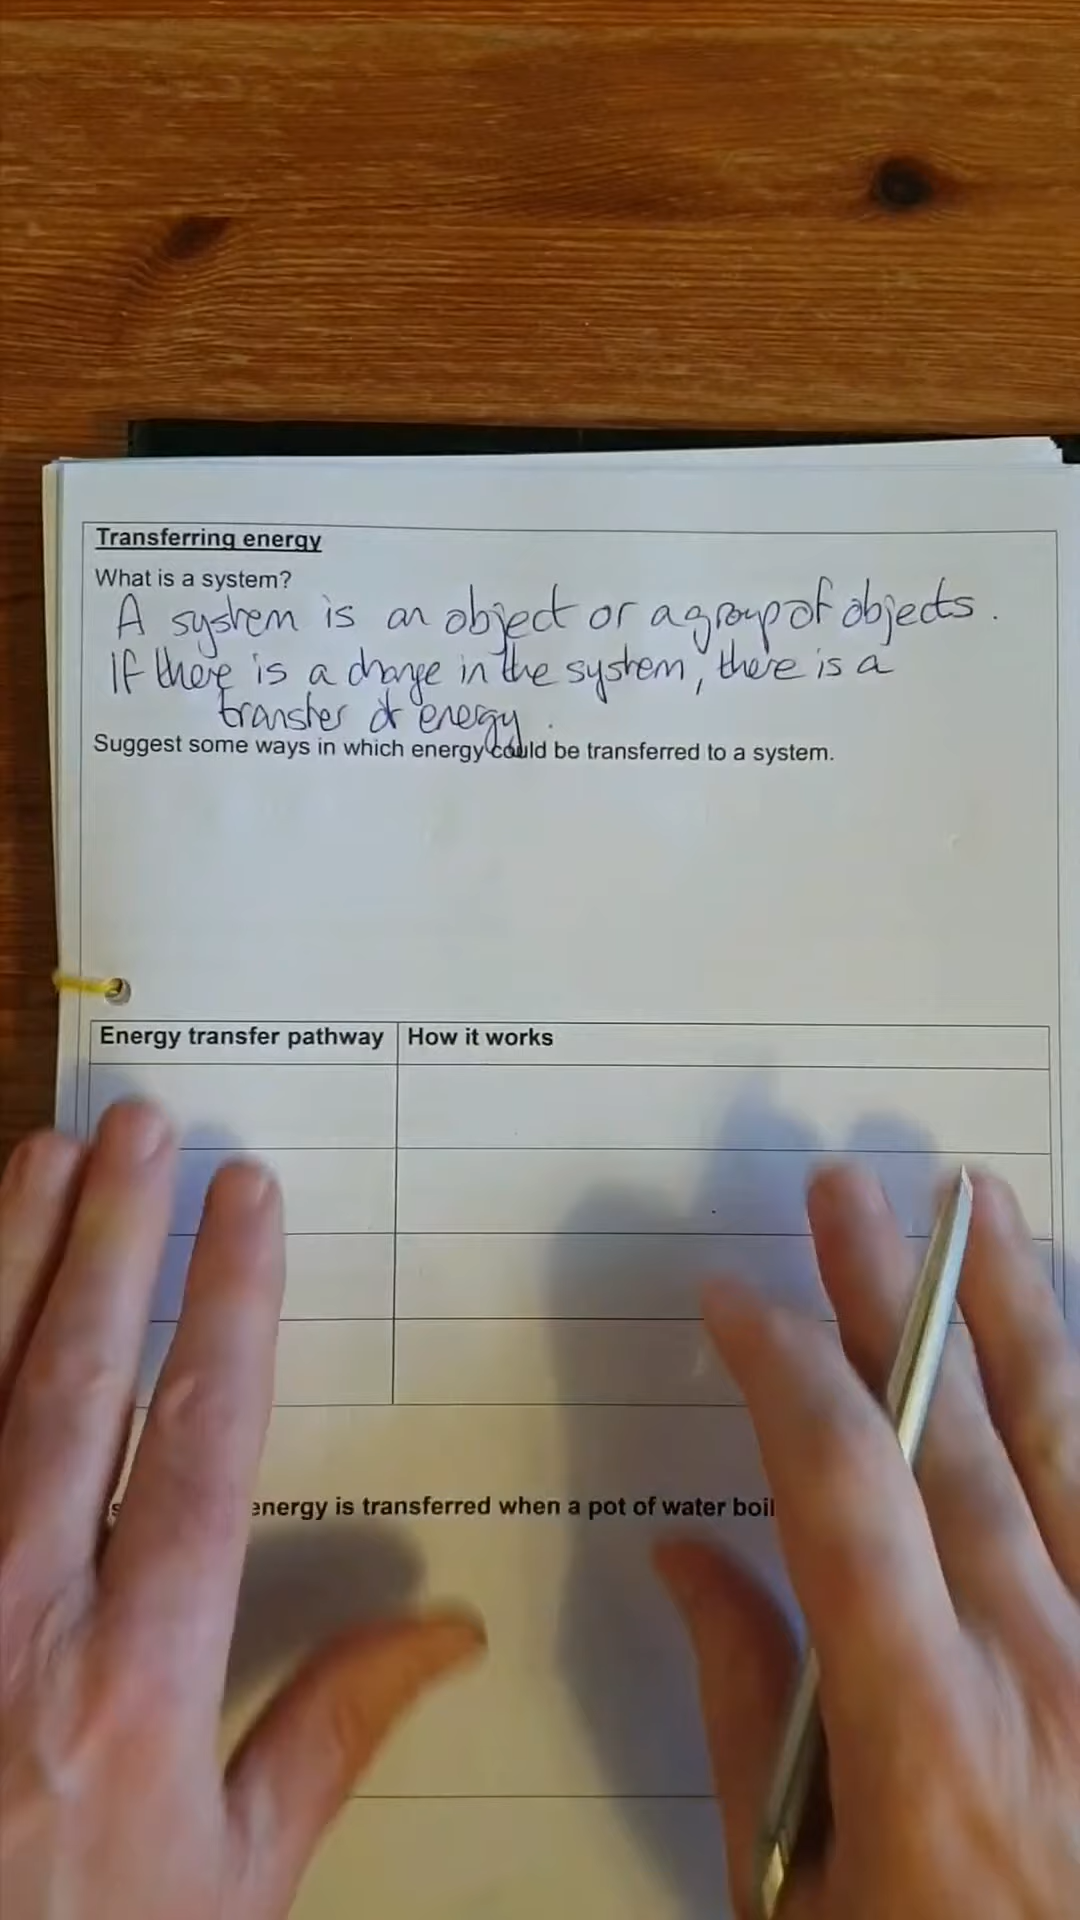 Transferring energy
What is a system?
A system is an object or a group of objects.
If there is a change in the system, there is a
transfer of energy.
Suggest some ways in which energy could be transferred to a system.
Energy transfer pathway How it works
energy is transferred when a pot of water boil